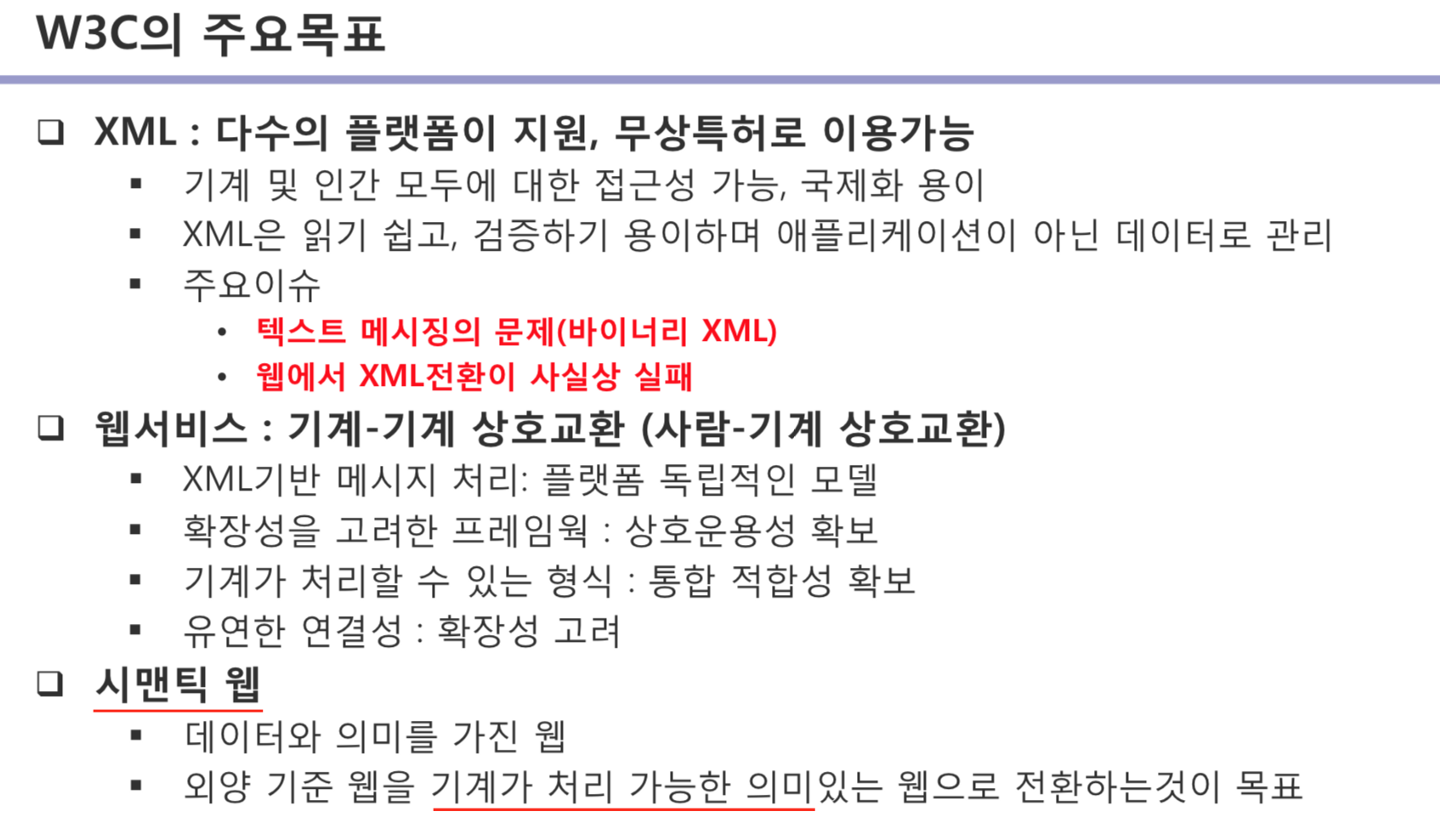 W3C의 주요목표
❑ XML : 다수의 플랫폼이 지원, 무상특허로 이용가능
▪ 기계 및 인간 모두에 대한 접근성 가능, 국제화 용이
▪ XML은 읽기 쉽고, 검증하기 용이하며 애플리케이션이 아닌 데이터로 관리
▪ 주요이슈
• 텍스트 메시징의 문제(바이너리 XML)
• 웹에서 XML전환이 사실상 실패
❑ 웹서비스 : 기계-기계 상호교환 (사람-기계 상호교환)
▪ XML기반 메시지 처리: 플랫폼 독립적인 모델
▪ 확장성을 고려한 프레임웍 : 상호운용성 확보
▪ 기계가 처리할 수 있는 형식 : 통합 적합성 확보
▪ 유연한 연결성 : 확장성 고려
❑ 시맨틱 웹
▪ 데이터와 의미를 가진 웹
▪ 외양 기준 웹을 기계가 처리 가능한 의미있는 웹으로 전환하는것이 목표